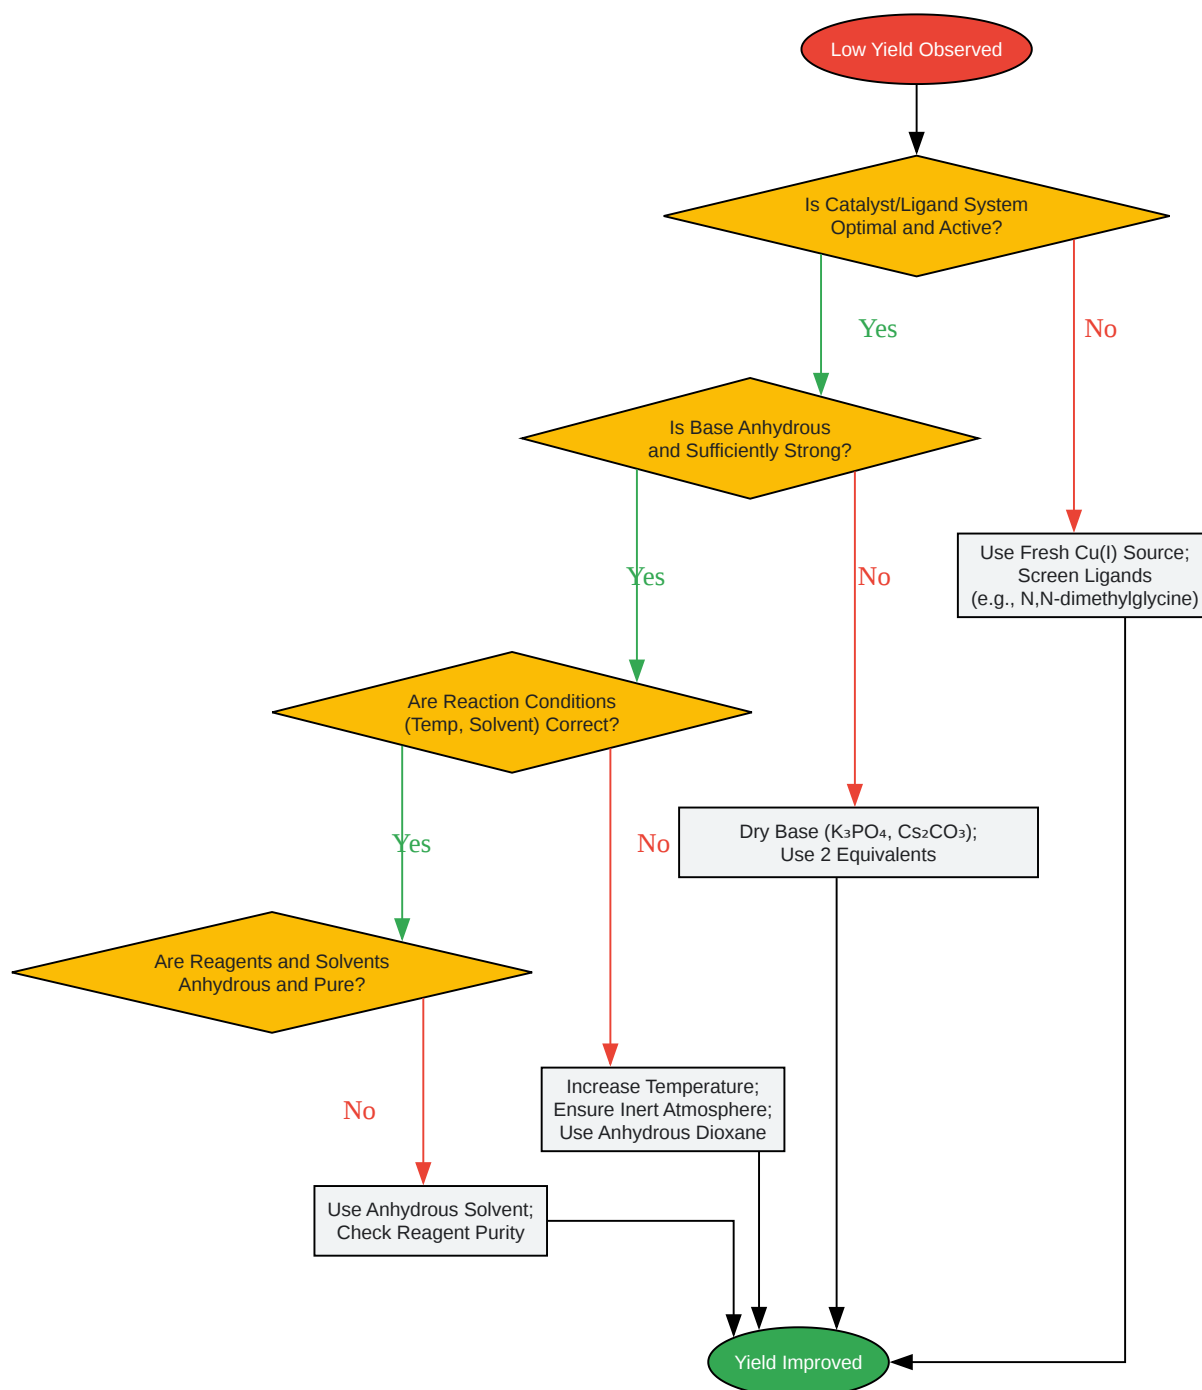 Low Yield Observed
Is Catalyst/Ligand System
Optimal and Active?
Yes
No
Is Base Anhydrous
and Sufficiently Strong?
Use Fresh Cu(I) Source;
Screen Ligands
(e.g., N,N-dimethylglycine)
Yes
No
Are Reaction Conditions
(Temp, Solvent) Correct?
Dry Base (K₃PO₄, Cs₂CO₃);
Use 2 Equivalents
Yes
No
Are Reagents and Solvents
Anhydrous and Pure?
Increase Temperature;
Ensure Inert Atmosphere;
Use Anhydrous Dioxane
No
Use Anhydrous Solvent;
Check Reagent Purity
Yield Improved